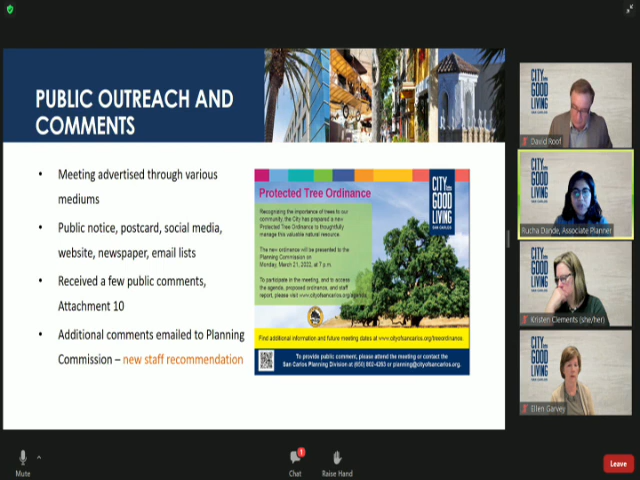 PUBLIC OUTREACH AND
COMMENTS
• Meeting advertised through various
mediums
• Public notice, postcard, social media,
website, newspaper, email lists
• Received a few public comments,
Attachment 10
• Additional comments emailed to Planning
Commission – new staff recommendation
Protected Tree Ordinance
Recognizing the importance of trees to our
community, the City has prepared a new
Protected Tree Ordinance to thoughtfully
manage this valuable natural resource.
The new ordinance will be presented to the
Planning Commission on
Monday, March 21, 2022, at 7 p.m.
To participate in the meeting, and to access
the agenda, proposed ordinance, and staff
report, please visit www.cityofsancarlos.org/agenda
CITY OF
GOOD
LIVING
SAN CARLOS
Find additional information and future meeting dates at www.cityofsancarlos.org/treeordinance.
To provide public comment, please attend the meeting or contact the
San Carlos Planning Division at (650) 802-4263 or planning@cityofsancarlos.org.
CITY OF
GOOD
LIVING
David Roof
CITY OF
GOOD
LIVING
Rucha Dande, Associate Planner
CITY OF
GOOD
LIVING
Kristen Clements (she/her)
CITY OF
GOOD
LIVING
Ellen Garvey
Mute
1
Chat
Raise Hand
Leave